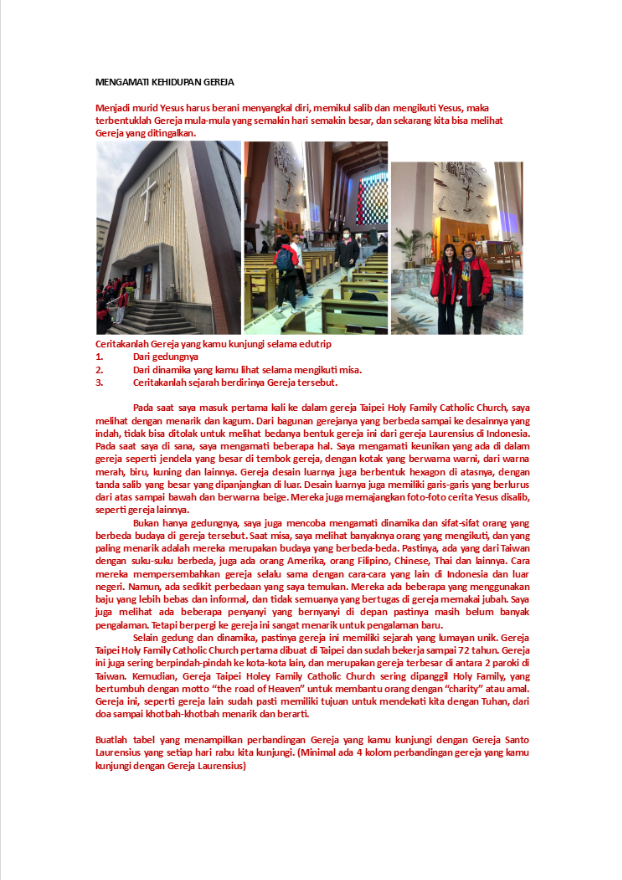 MENGAMATI KEHIDUPAN GEREJA
Menjadi murid Yesus harus berani menyangkal diri, memikul salib dan mengikuti Yesus, maka
terbentuklah Gereja mula-mula yang semakin hari semakin besar, dan sekarang kita bisa melihat
Gereja yang ditingalkan.
Ceritakanlah Gereja yang kamu kunjungi selama edutrip
1. Dari gedungnya
2. Dari dinamika yang kamu lihat selama mengikuti misa.
3. Ceritakanlah sejarah berdirinya Gereja tersebut.
Pada saat saya masuk pertama kali ke dalam gereja Taipei Holy Family Catholic Church, saya
melihat dengan menarik dan kagum. Dari bagunan gerejanya yang berbeda sampai ke desainnya yang
indah, tidak bisa ditolak untuk melihat bedanya bentuk gereja ini dari gereja Laurensius di Indonesia.
Pada saat saya di sana, saya mengamati beberapa hal. Saya mengamati keunikan yang ada di dalam
gereja seperti jendela yang besar di tembok gereja, dengan kotak yang berwarna warni, dari warna
merah, biru, kuning dan lainnya. Gereja desain luarnya juga berbentuk hexagon di atasnya, dengan
tanda salib yang besar yang dipanjangkan di luar. Desain luarnya juga memiliki garis-garis yang berlurus
dari atas sampai bawah dan berwarna beige. Mereka juga memajangkan foto-foto cerita Yesus disalib,
seperti gereja lainnya.
Bukan hanya gedungnya, saya juga mencoba mengamati dinamika dan sifat-sifat orang yang
berbeda budaya di gereja tersebut. Saat misa, saya melihat banyaknya orang yang mengikuti, dan yang
paling menarik adalah mereka merupakan budaya yang berbeda-beda. Pastinya, ada yang dari Taiwan
dengan suku-suku berbeda, juga ada orang Amerika, orang Filipino, Chinese, Thai dan lainnya. Cara
mereka mempersembahkan gereja selalu sama dengan cara-cara yang lain di Indonesia dan luar
negeri. Namun, ada sedikit perbedaan yang saya temukan. Mereka ada beberapa yang menggunakan
baju yang lebih bebas dan informal, dan tidak semuanya yang bertugas di gereja memakai jubah. Saya
juga melihat ada beberapa penyanyi yang bernyanyi di depan pastinya masih belum banyak
pengalaman. Tetapi berpergi ke gereja ini sangat menarik untuk pengalaman baru.
Selain gedung dan dinamika, pastinya gereja ini memiliki sejarah yang lumayan unik. Gereja
Taipei Holy Family Catholic Church pertama dibuat di Taipei dan sudah bekerja sampai 72 tahun. Gereja
ini juga sering berpindah-pindah ke kota-kota lain, dan merupakan gereja terbesar di antara 2 paroki di
Taiwan. Kemudian, Gereja Taipei Holey Family Catholic Church sering dipanggil Holy Family, yang
bertumbuh dengan motto “the road of Heaven” untuk membantu orang dengan “charity” atau amal.
Gereja ini, seperti gereja lain sudah pasti memiliki tujuan untuk mendekati kita dengan Tuhan, dari
doa sampai khotbah-khotbah menarik dan berarti.
Buatlah tabel yang menampilkan perbandingan Gereja yang kamu kunjungi dengan Gereja Santo
Laurensius yang setiap hari rabu kita kunjungi. (Minimal ada 4 kolom perbandingan gereja yang kamu
kunjungi dengan Gereja Laurensius)